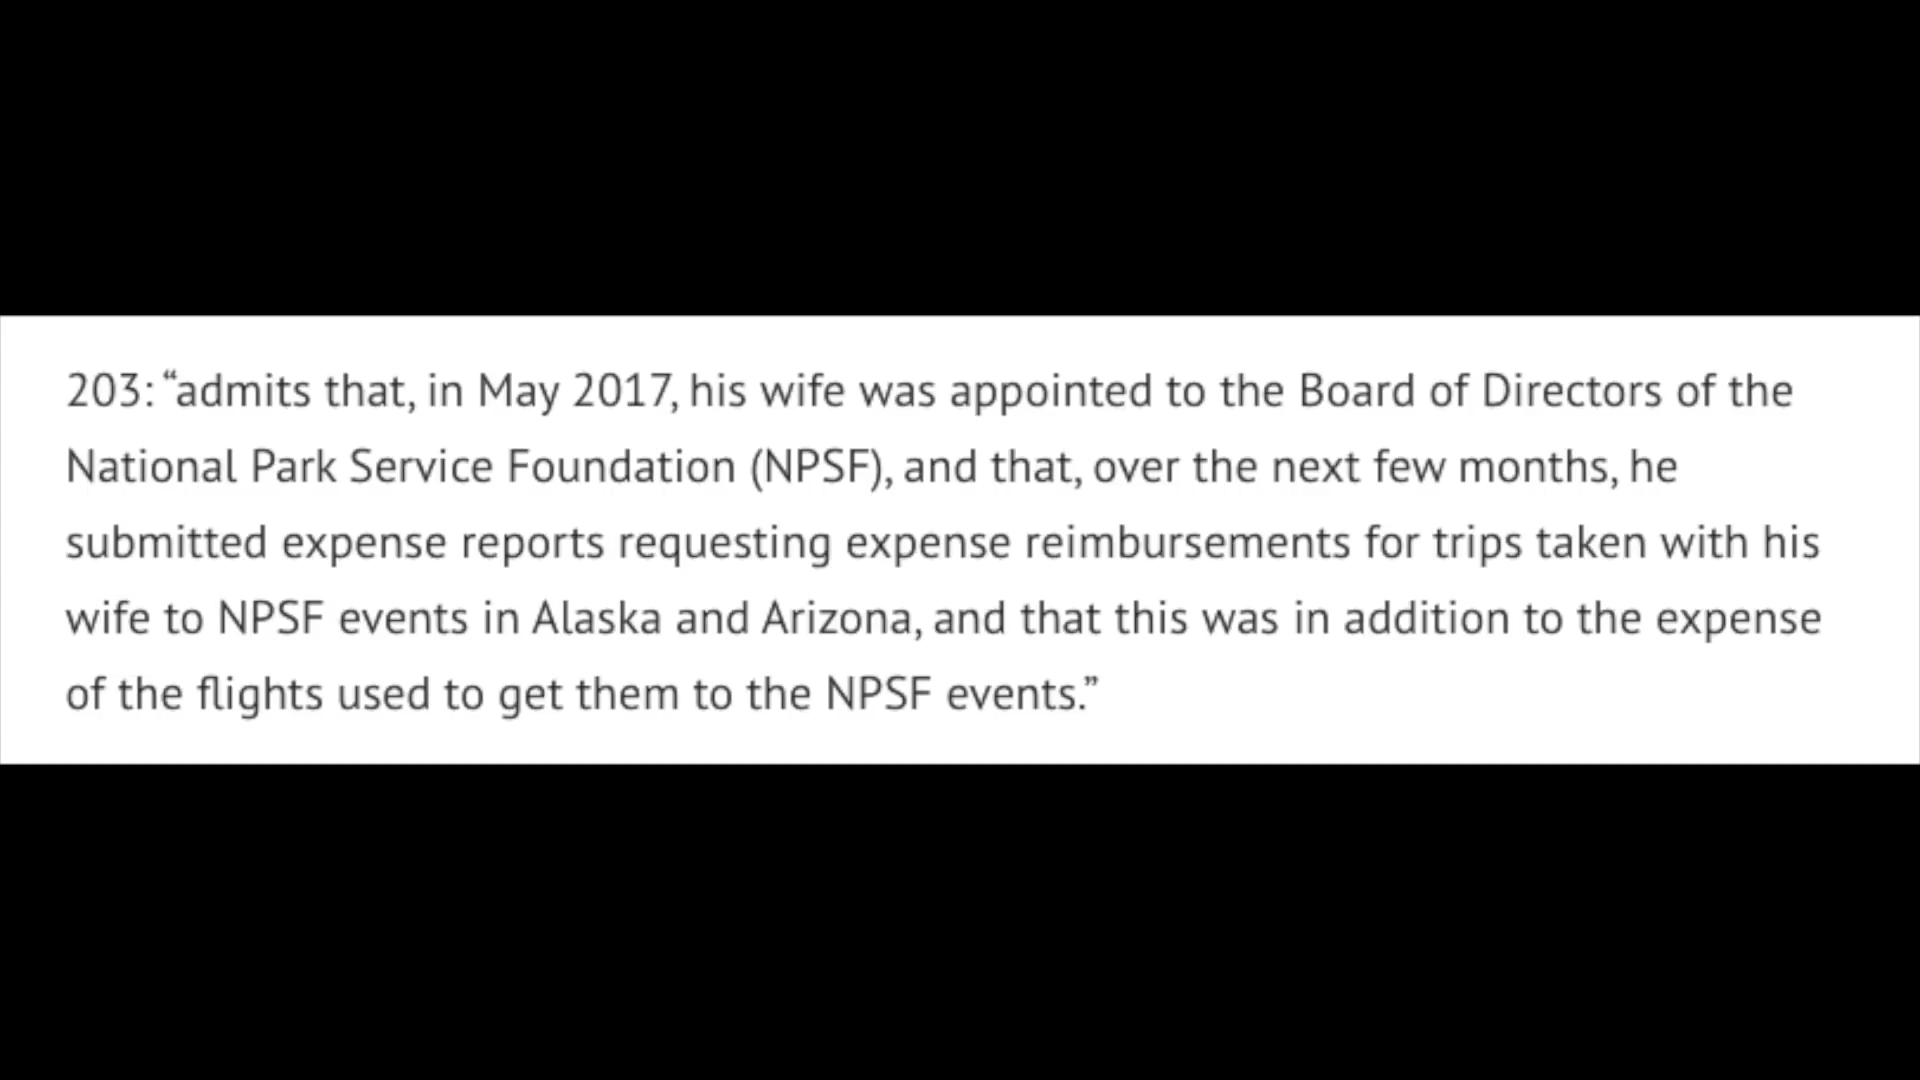 203: “admits that, in May 2017, his wife was appointed to the Board of Directors of the
National Park Service Foundation (NPSF), and that, over the next few months, he
submitted expense reports requesting expense reimbursements for trips taken with his
wife to NPSF events in Alaska and Arizona, and that this was in addition to the expense
of the flights used to get them to the NPSF events.”